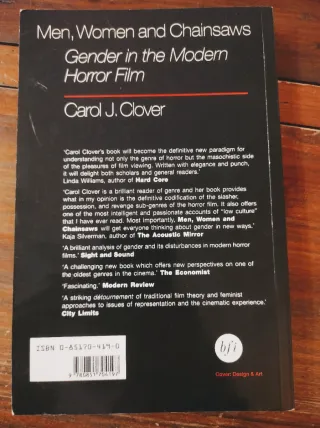 Men, Women and Chainsaws
Gender in the Modern
Horror Film
Carol J. Clover
'Carol Clover's book will become the definitive new paradigm for
understanding not only the genre of horror but the masochistic side
of the pleasures of film viewing. Written with elegance and punch,
it will delight both scholars and general readers.'
Linda Williams, author of Hard Core
'Carol Clover is a brilliant reader of genre and her book provides
what in my opinion is the definitive codification of the slasher,
possession, and revenge sub-genres of the horror film. It also offers
one of the most intelligent and passionate accounts of "low culture"
that I have ever read. Most importantly, Men, Women and
Chainsaws will get everyone thinking about gender in new ways.'
Kaja Silverman, author of The Acoustic Mirror
'A brilliant analysis of gender and its disturbances in modern horror
films.' Sight and Sound
'A challenging new book which offers new perspectives on one of
the oldest genres in the cinema.' The Economist
'Fascinating,' Modern Review
'A striking détournement of traditional film theory and feminist
approaches to issues of representation and the cinematic experience.'
City Limits
ISBN 0-85170-419-0
9 780851 704197
bfi
Cavan Design & Art